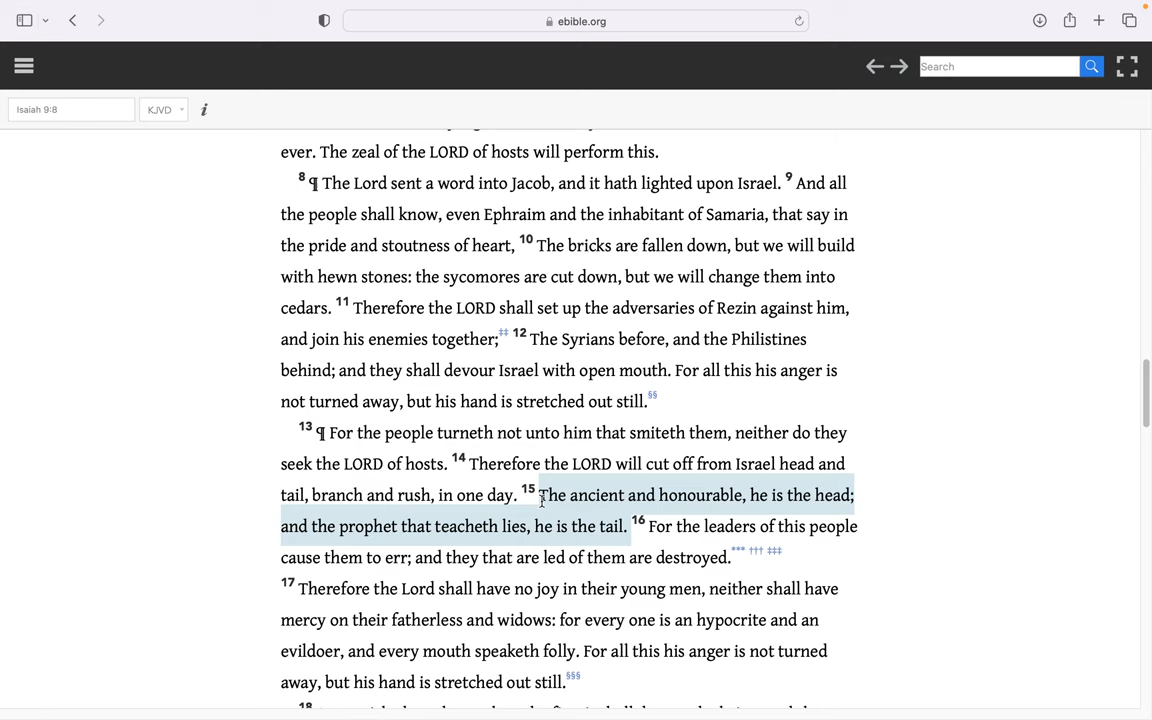 ebible.org
Search
Isaiah 9:8 KJVD i
ever. The zeal of the LORD of hosts will perform this.
8 ¶ The Lord sent a word into Jacob, and it hath lighted upon Israel. 9 And all
the people shall know, even Ephraim and the inhabitant of Samaria, that say in
the pride and stoutness of heart, 10 The bricks are fallen down, but we will build
with hewn stones: the sycomores are cut down, but we will change them into
cedars. 11 Therefore the LORD shall set up the adversaries of Rezin against him,
and join his enemies together;‡‡ 12 The Syrians before, and the Philistines
behind; and they shall devour Israel with open mouth. For all this his anger is
not turned away, but his hand is stretched out still.§§
13 ¶ For the people turneth not unto him that smiteth them, neither do they
seek the LORD of hosts. 14 Therefore the LORD will cut off from Israel head and
tail, branch and rush, in one day. 15 The ancient and honourable, he is the head;
and the prophet that teacheth lies, he is the tail. 16 For the leaders of this people
cause them to err; and they that are led of them are destroyed.*** ††† ‡‡‡
17 Therefore the Lord shall have no joy in their young men, neither shall have
mercy on their fatherless and widows: for every one is an hypocrite and an
evildoer, and every mouth speaketh folly. For all this his anger is not turned
away, but his hand is stretched out still.§§§
18